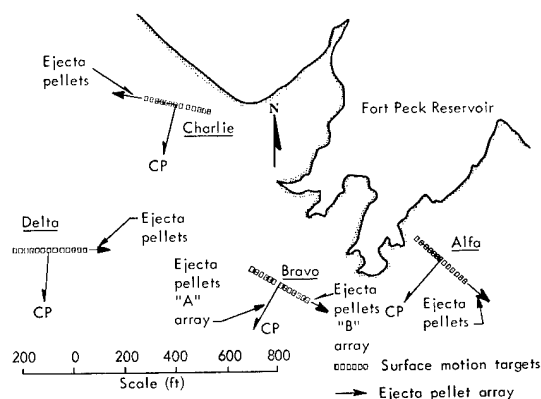 Ejecta
pellets
N
Fort Peck Reservoir
Charlie
CP
Delta
Ejecta
pellets
CP
Ejecta
pellets
"A"
array
Bravo
CP
Ejecta
pellets
"B"
array
Alfa
CP
Ejecta
pellets
Surface motion targets
Ejecta pellet array
200 0 200 400 600 800
Scale (ft)